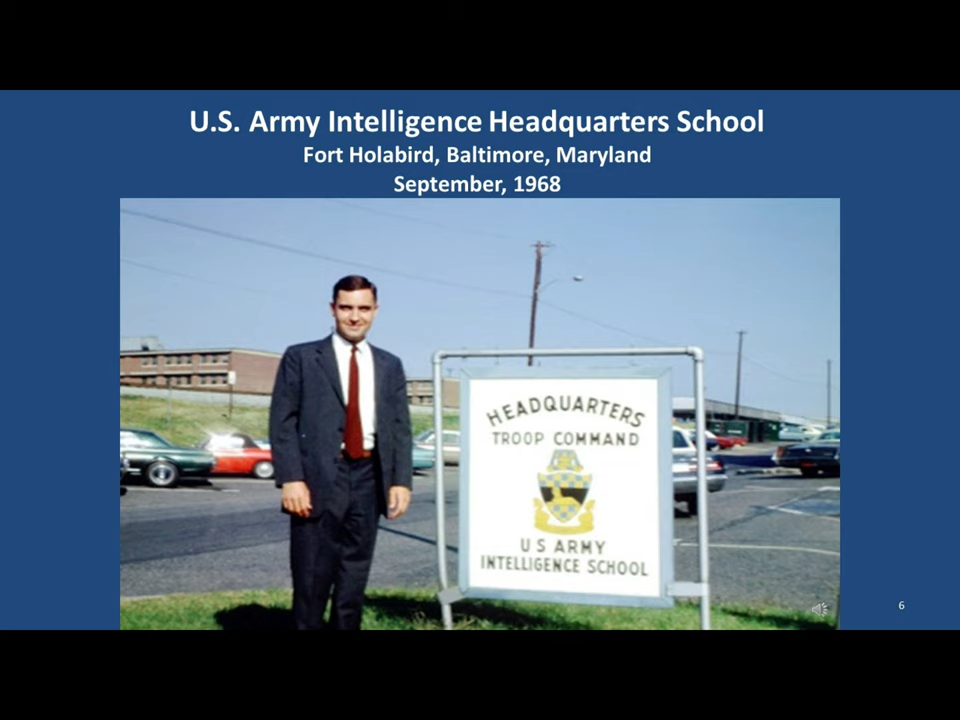 U.S. Army Intelligence Headquarters School
Fort Holabird, Baltimore, Maryland
September, 1968
HEADQUARTERS
TROOP COMMAND
U S ARMY
INTELLIGENCE SCHOOL
6